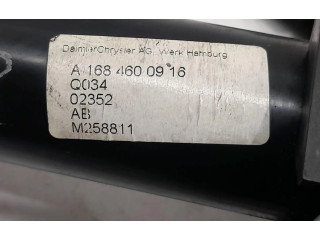 DaimlerChrysler AG, Werk Hamburg
A 168 460 09 16
Q034
02352
AB
M258811